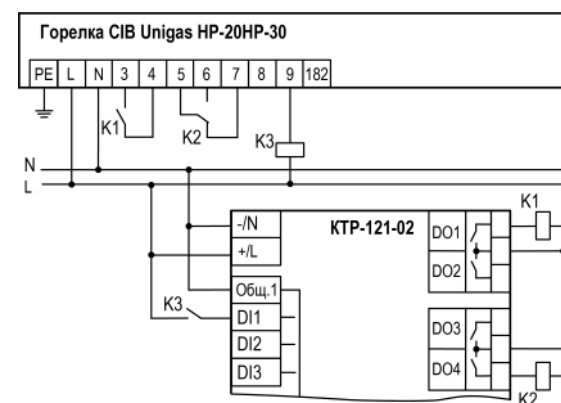 Горелка CIB Unigas HP-20HP-30
PE L N 3 4 5 6 7 8 9 182
K1 K2 K3
N
L
K1
-/N КТР-121-02 DO1
+/L DO2
Общ.1
K3 DI1 DO3
DI2
DI3 DO4
K2